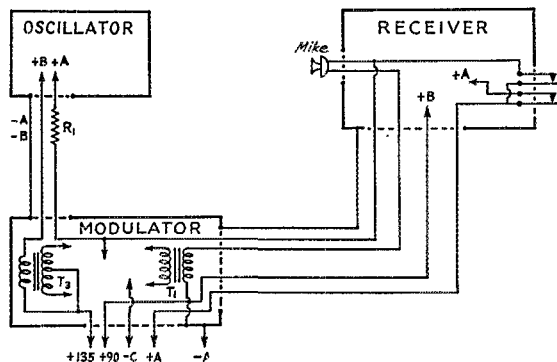 OSCILLATOR
+B +A
R1
-A
-B
RECEIVER
Mike
+A
+B
MODULATOR
T3
T1
+135 +90 -C +A -A